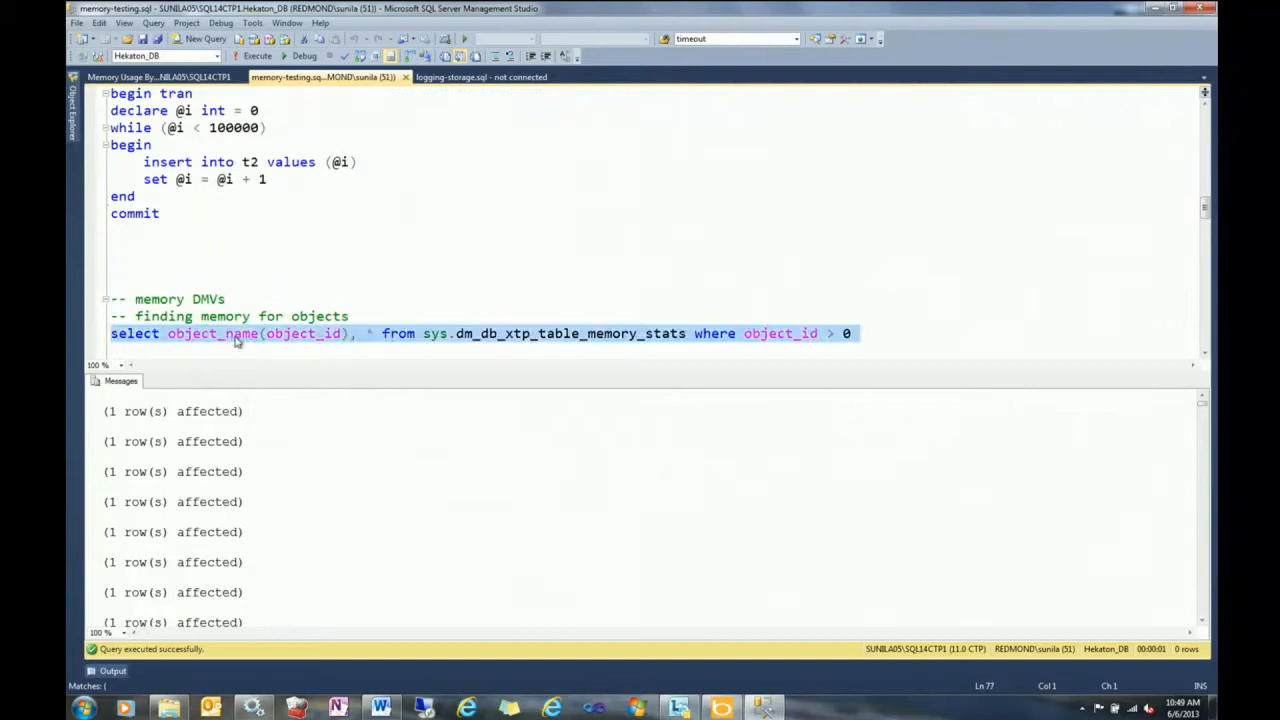 memory-testing.sql - SUNILA05\SQL14CTP1.Hekaton_DB (REDMOND\sunila (51)) - Microsoft SQL Server Management Studio
File Edit View Query Project Debug Tools Window Help
New Query timeout
Hekaton_DB Execute Debug
Memory Usage By...NILA05\SQL14CTP1 memory-testing.sq...MOND\sunila (51)) logging-storage.sql - not connected
Object Explorer
begin tran
declare @i int = 0
while (@i < 100000)
begin
insert into t2 values (@i)
set @i = @i + 1
end
commit
-- memory DMVs
-- finding memory for objects
select object_name(object_id), * from sys.dm_db_xtp_table_memory_stats where object_id > 0
100 %
Messages
(1 row(s) affected)
(1 row(s) affected)
(1 row(s) affected)
(1 row(s) affected)
(1 row(s) affected)
(1 row(s) affected)
(1 row(s) affected)
(1 row(s) affected)
100 %
Query executed successfully. SUNILA05\SQL14CTP1 (11.0 CTP) REDMOND\sunila (51) Hekaton_DB 00:00:01 0 rows
Output
Matches: ( Ln 77 Col 1 Ch 1 INS
10:49 AM
6/6/2013